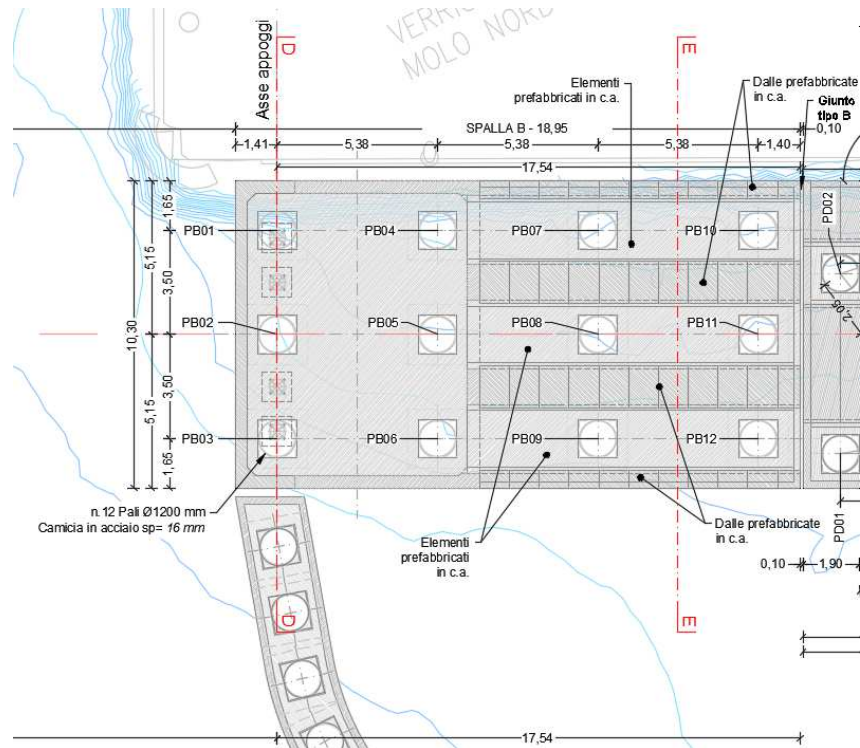 VERRI
MOLO NORD
Asse appoggi
D
E
Elementi
prefabbricati in c.a.
Dalle prefabbricate
in c.a.
Giunto
tipo B
SPALLA B - 18,95
0,10
1,41
5,38
5,38
5,38
1,40
17,54
1,65
5,15
3,50
10,30
3,50
5,15
1,65
PB01
PB04
PB07
PB10
PD02
2,05
PB02
PB05
PB08
PB11
PB03
PB06
PB09
PB12
n.12 Pali Ø1200 mm
Camicia in acciaio sp= 16 mm
Elementi
prefabbricati
in c.a.
Dalle prefabbricate
in c.a.
PD01
0,10
1,90
D
E
17,54